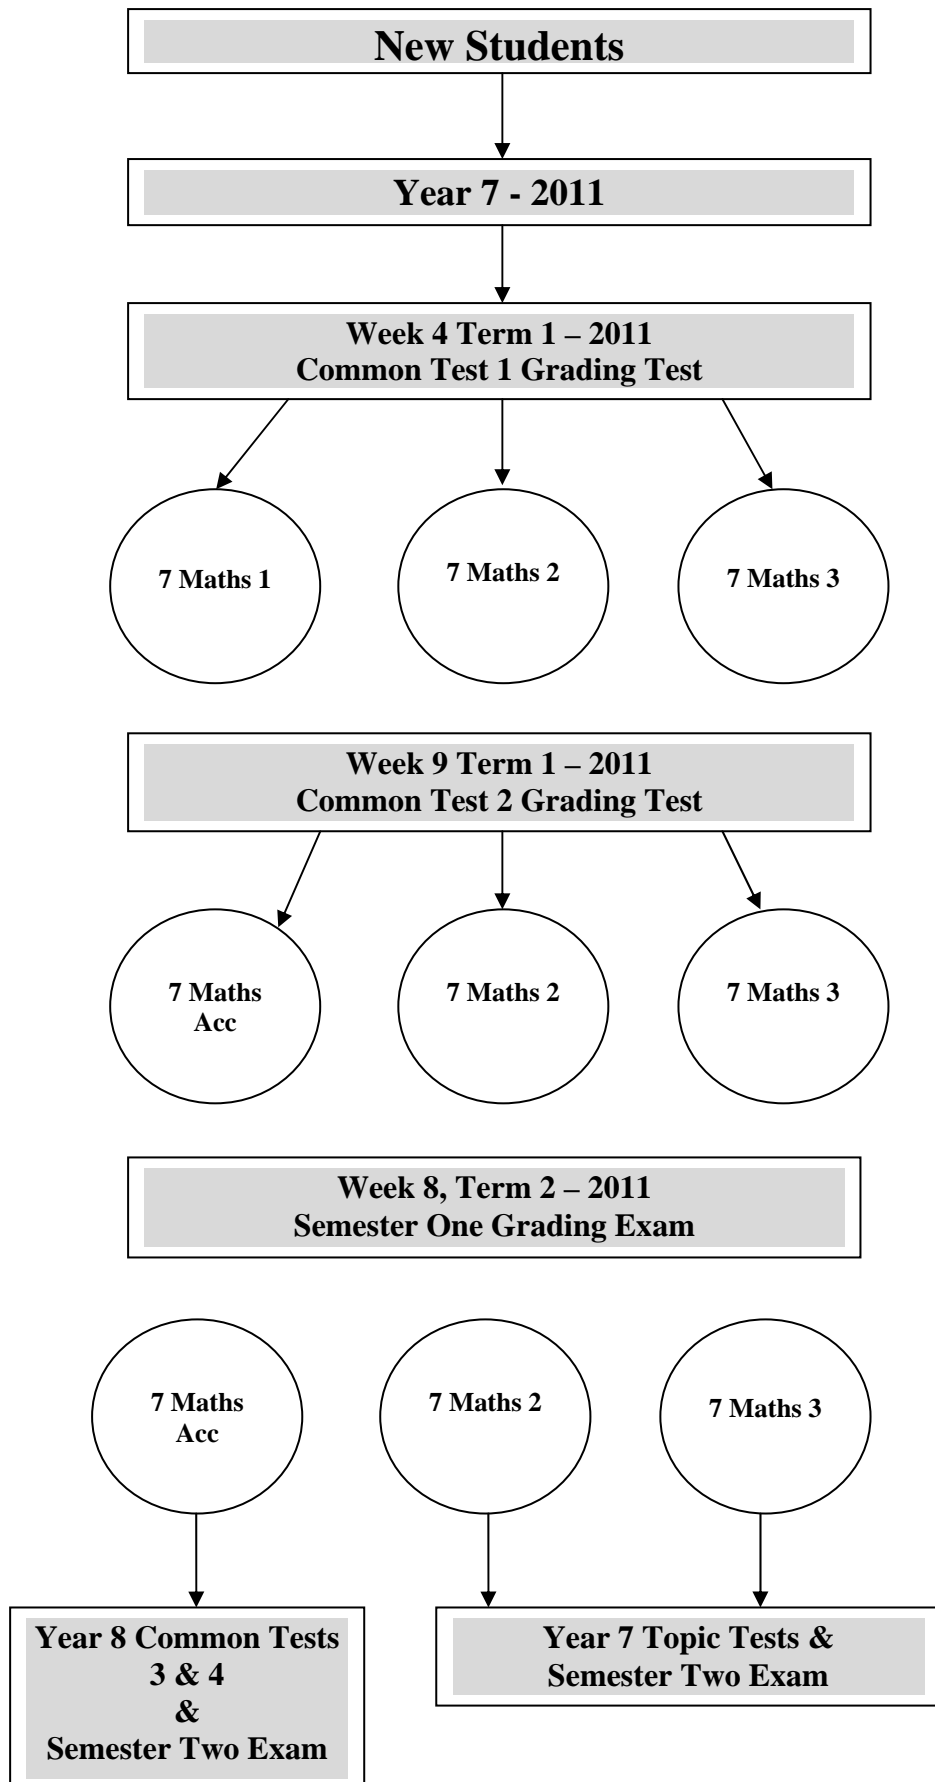 New Students
Year 7 - 2011
Week 4 Term 1 – 2011
Common Test 1 Grading Test
7 Maths 1
7 Maths 2
7 Maths 3
Week 9 Term 1 – 2011
Common Test 2 Grading Test
7 Maths
Acc
7 Maths 2
7 Maths 3
Week 8, Term 2 – 2011
Semester One Grading Exam
7 Maths
Acc
7 Maths 2
7 Maths 3
Year 8 Common Tests
3 & 4
&
Semester Two Exam
Year 7 Topic Tests &
Semester Two Exam